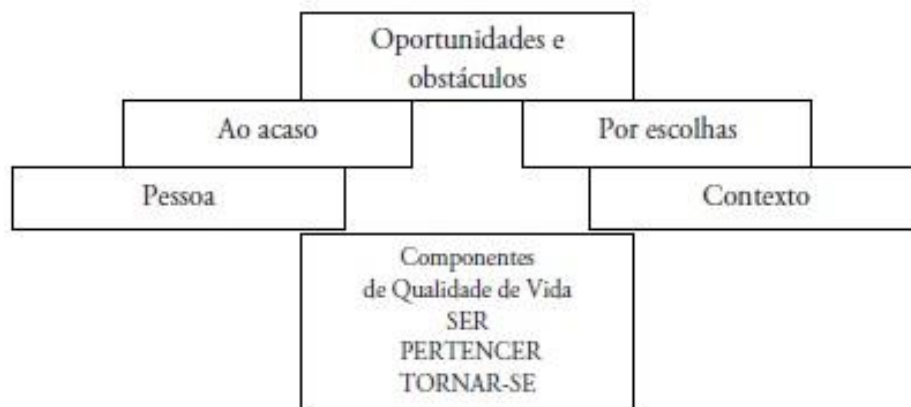 Oportunidades e
obstáculos
Ao acaso
Por escolhas
Pessoa
Contexto
Componentes
de Qualidade de Vida
SER
PERTENCER
TORNAR-SE